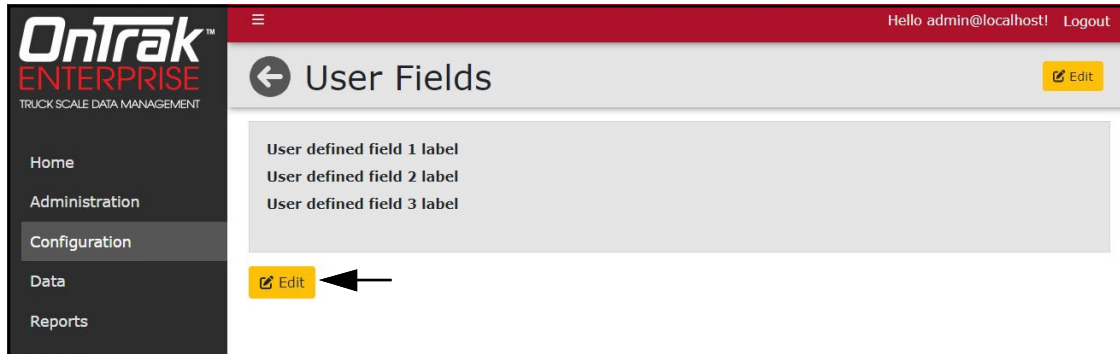 OnTrak™
ENTERPRISE
TRUCK SCALE DATA MANAGEMENT
Home
Administration
Configuration
Data
Reports
Hello admin@localhost! Logout
User Fields
Edit
User defined field 1 label
User defined field 2 label
User defined field 3 label
Edit